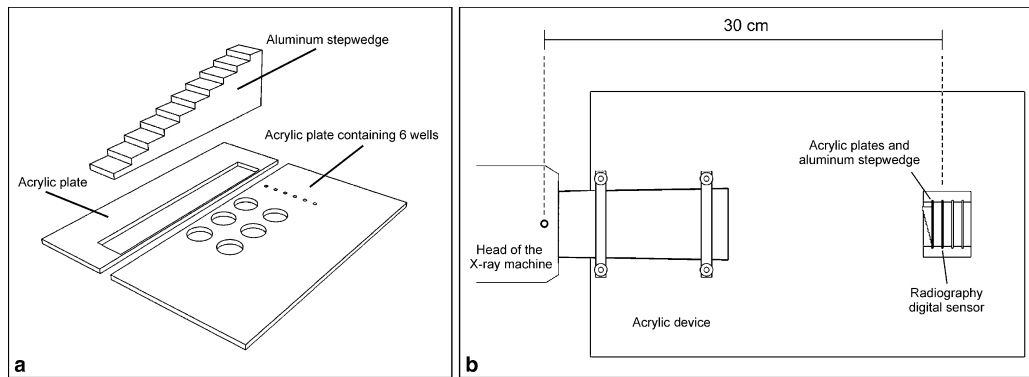 Aluminum stepwedge
Acrylic plate containing 6 wells
Acrylic plate
a
30 cm
Acrylic plates and
aluminum stepwedge
Head of the
X-ray machine
Radiography
digital sensor
Acrylic device
b